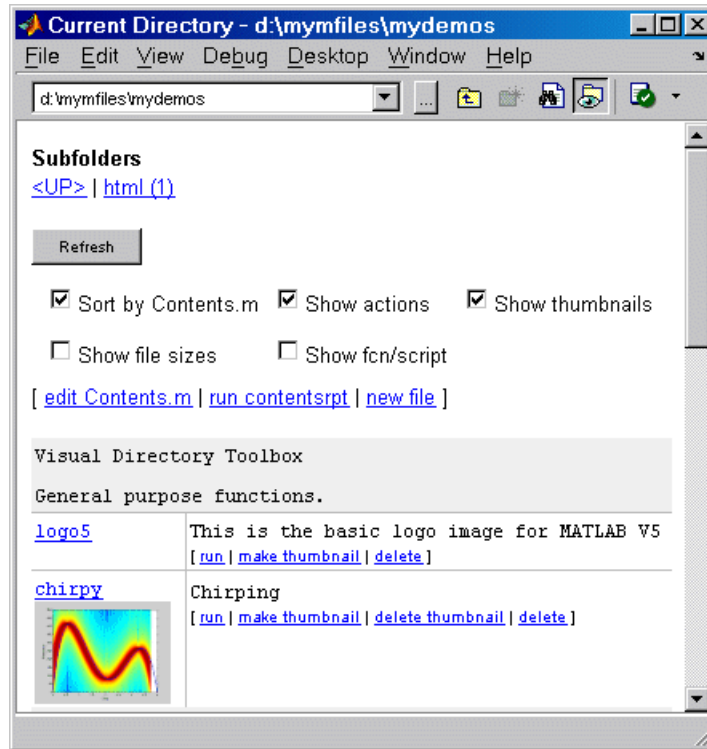 Current Directory - d:\mymfiles\mydemos
File Edit View Debug Desktop Window Help
d:\mymfiles\mydemos
...
Subfolders
<UP> | html (1)
Refresh
Sort by Contents.m Show actions Show thumbnails
Show file sizes Show fcn/script
[ edit Contents.m | run contentsrpt | new file ]
Visual Directory Toolbox
General purpose functions.
logo5 This is the basic logo image for MATLAB V5
[ run | make thumbnail | delete ]
chirpy Chirping
[ run | make thumbnail | delete thumbnail | delete ]